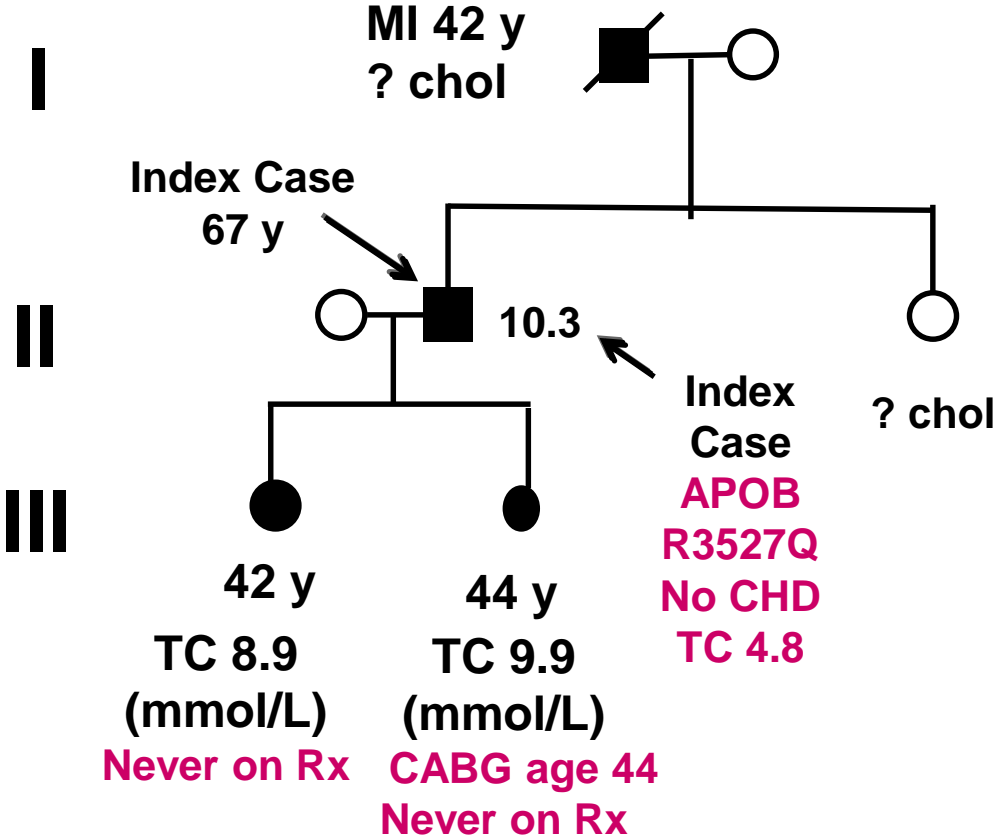 I
MI 42 y
? chol
Index Case
67 y
II
10.3
Index
Case
APOB
R3527Q
No CHD
TC 4.8
? chol
III
42 y
TC 8.9
(mmol/L)
Never on Rx
44 y
TC 9.9
(mmol/L)
CABG age 44
Never on Rx